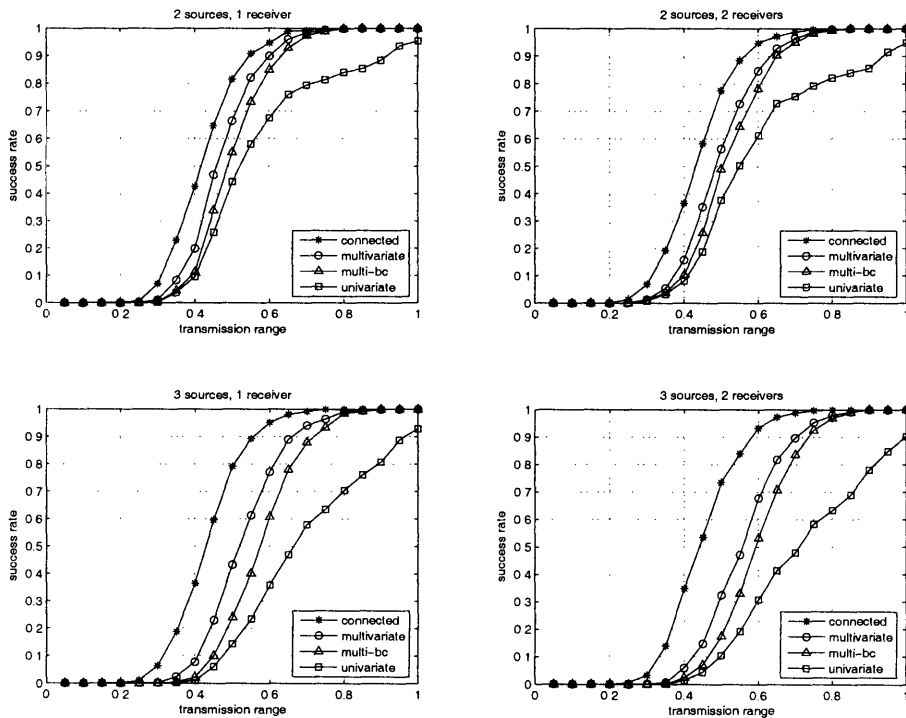 2 sources, 1 receiver
1
0 9
0 8
0 7
0 6
0 5
0 4
0 3
0 2
0 1
0
success rate
connected
multivariate
multi-bc
univariate
0 0 2 0 4 0 6 0 8 1
transmission range
2 sources, 2 receivers
1
0 9
0 8
0 7
0 6
0 5
0 4
0 3
0 2
0 1
0
success rate
connected
multivariate
multi-bc
univariate
0 0 2 0 4 0 6 0 8 1
transmission range
3 sources, 1 receiver
1
0 9
0 8
0 7
0 6
0 5
0 4
0 3
0 2
0 1
0
success rate
connected
multivariate
multi-bc
univariate
0 0 2 0 4 0 6 0 8 1
transmission range
3 sources, 2 receivers
1
0 9
0 8
0 7
0 6
0 5
0 4
0 3
0 2
0 1
0
success rate
connected
multivariate
multi-bc
univariate
0 0 2 0 4 0 6 0 8 1
transmission range